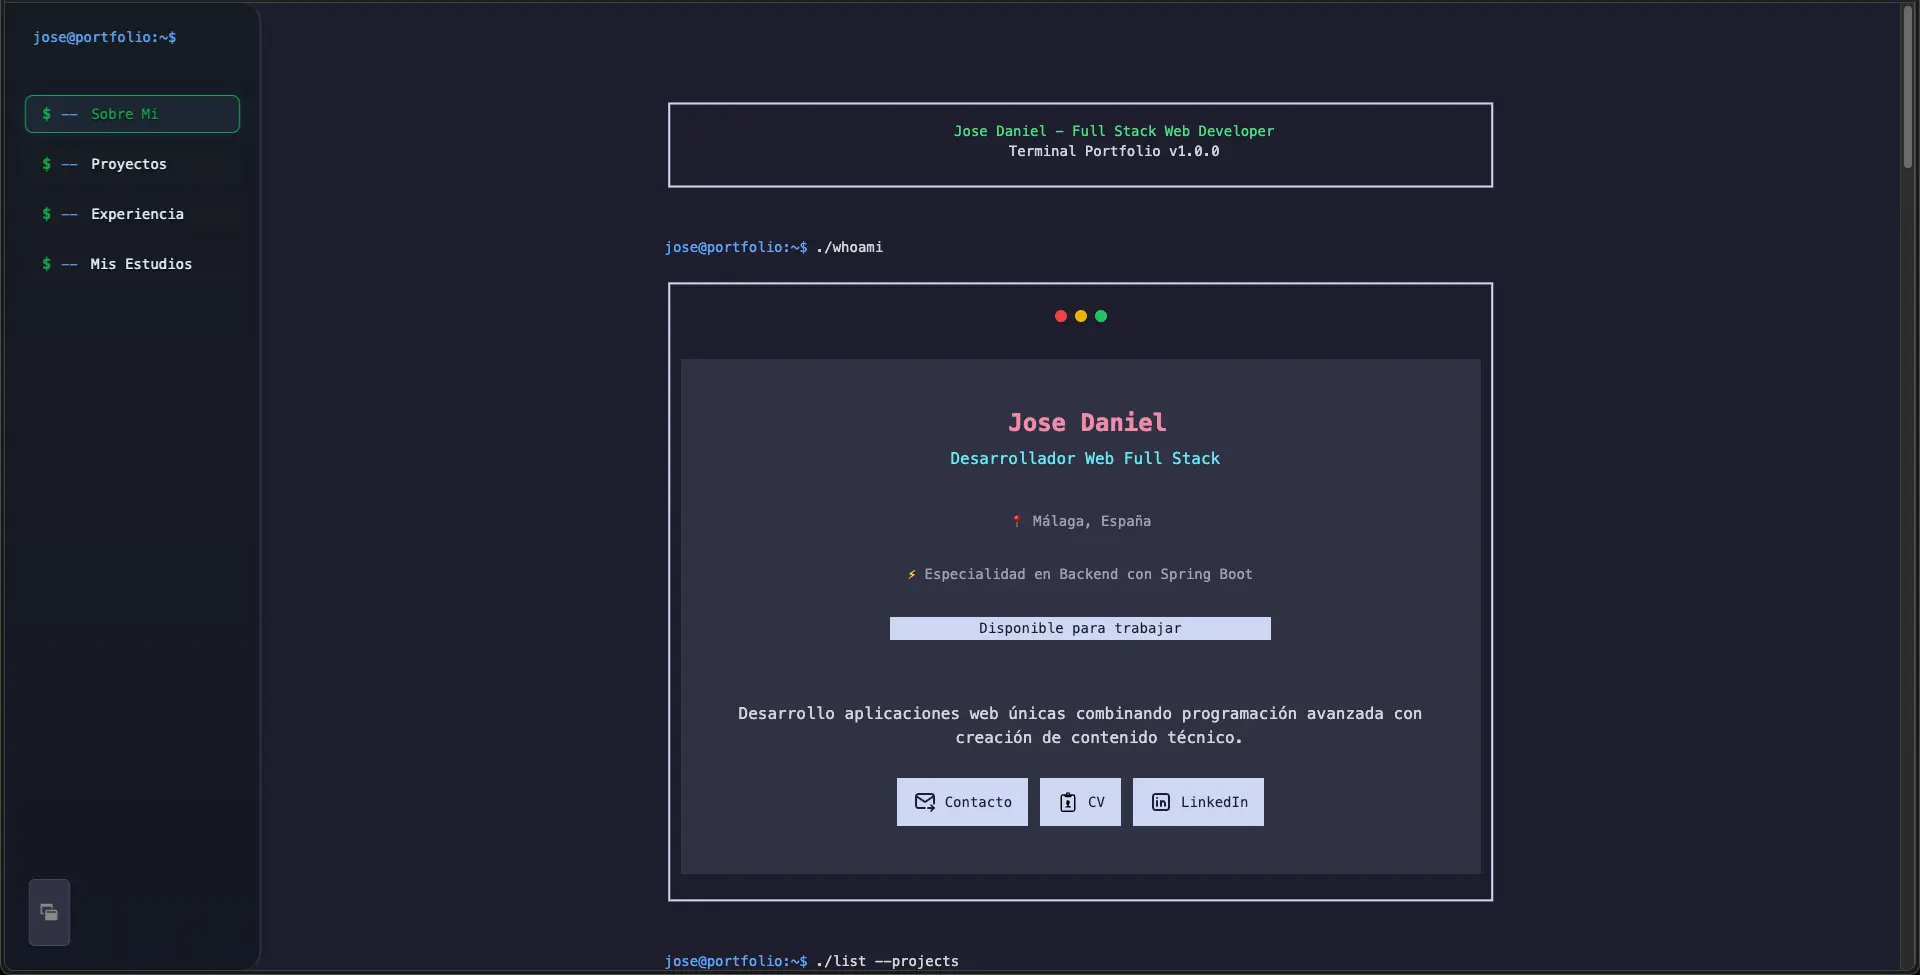 jose@portfolio:~$
$ —— Sobre Mí
$ —— Proyectos
$ —— Experiencia
$ —— Mis Estudios
Jose Daniel - Full Stack Web Developer
Terminal Portfolio v1.0.0
jose@portfolio:~$ ./whoami
Jose Daniel
Desarrollador Web Full Stack
📍 Málaga, España
⚡ Especialidad en Backend con Spring Boot
Disponible para trabajar
Desarrollo aplicaciones web únicas combinando programación avanzada con
creación de contenido técnico.
Contacto
CV
LinkedIn
jose@portfolio:~$ ./list --projects